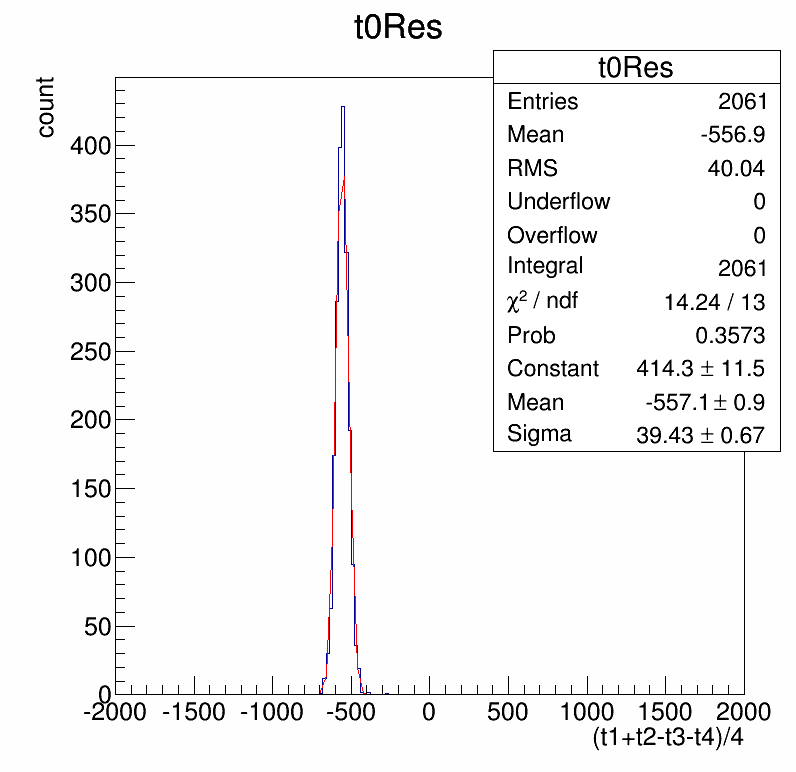 t0Res
t0Res
Entries 2061
Mean -556.9
RMS 40.04
Underflow 0
Overflow 0
Integral 2061
χ² / ndf 14.24 / 13
Prob 0.3573
Constant 414.3 ± 11.5
Mean -557.1 ± 0.9
Sigma 39.43 ± 0.67
count
400
350
300
250
200
150
100
50
0
-2000 -1500 -1000 -500 0 500 1000 1500 2000
(t1+t2-t3-t4)/4